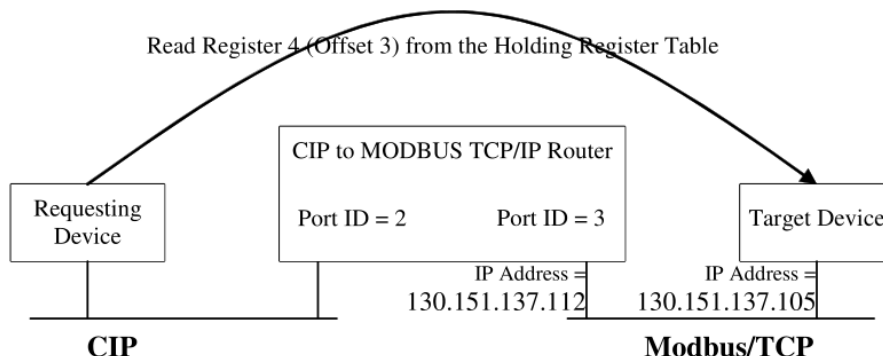 Read Register 4 (Offset 3) from the Holding Register Table
CIP to MODBUS TCP/IP Router
Requesting
Device
Port ID = 2
Port ID = 3
Target Device
IP Address =
130.151.137.112
IP Address =
130.151.137.105
CIP
Modbus/TCP